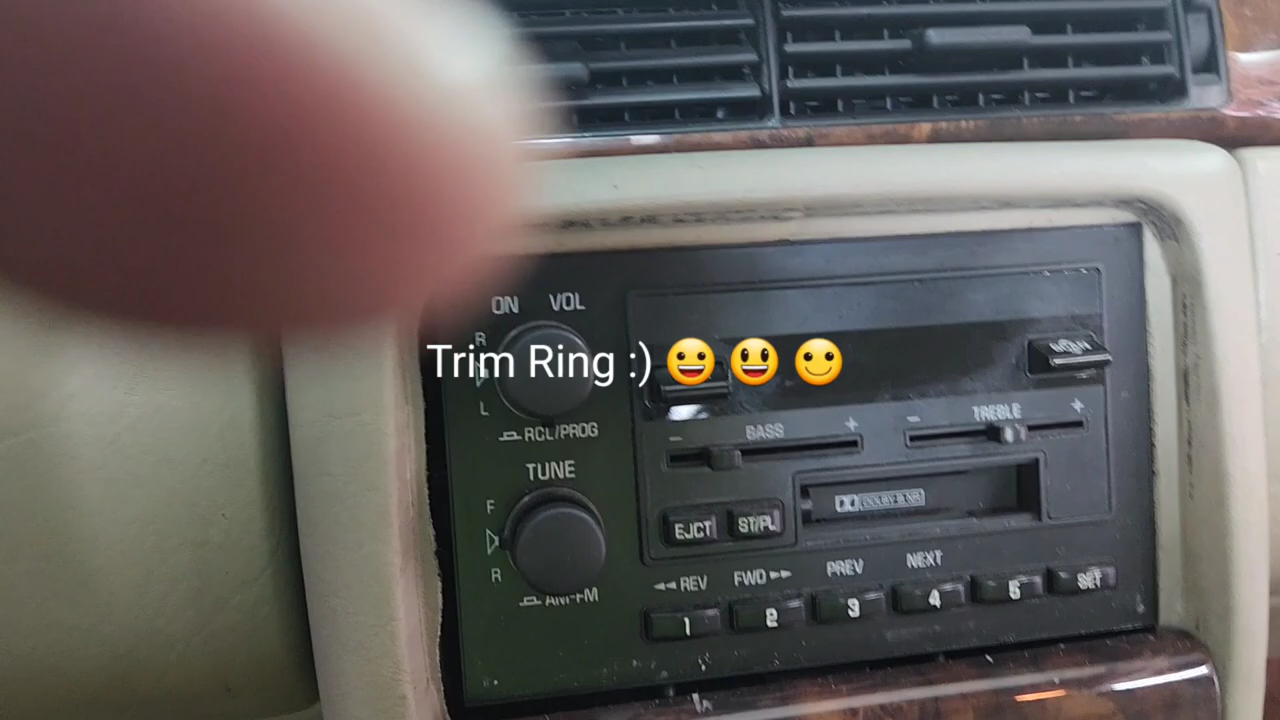 ON VOL
R
Trim Ring :) 😀 😃 🙂
L
RCL/PROG
BASS
TREBLE
TUNE
F
R
AM-FM
EJCT
ST/PL
DOLBY B NR
◄◄ REV
FWD ►►
PREV
NEXT
1
2
3
4
5
SET